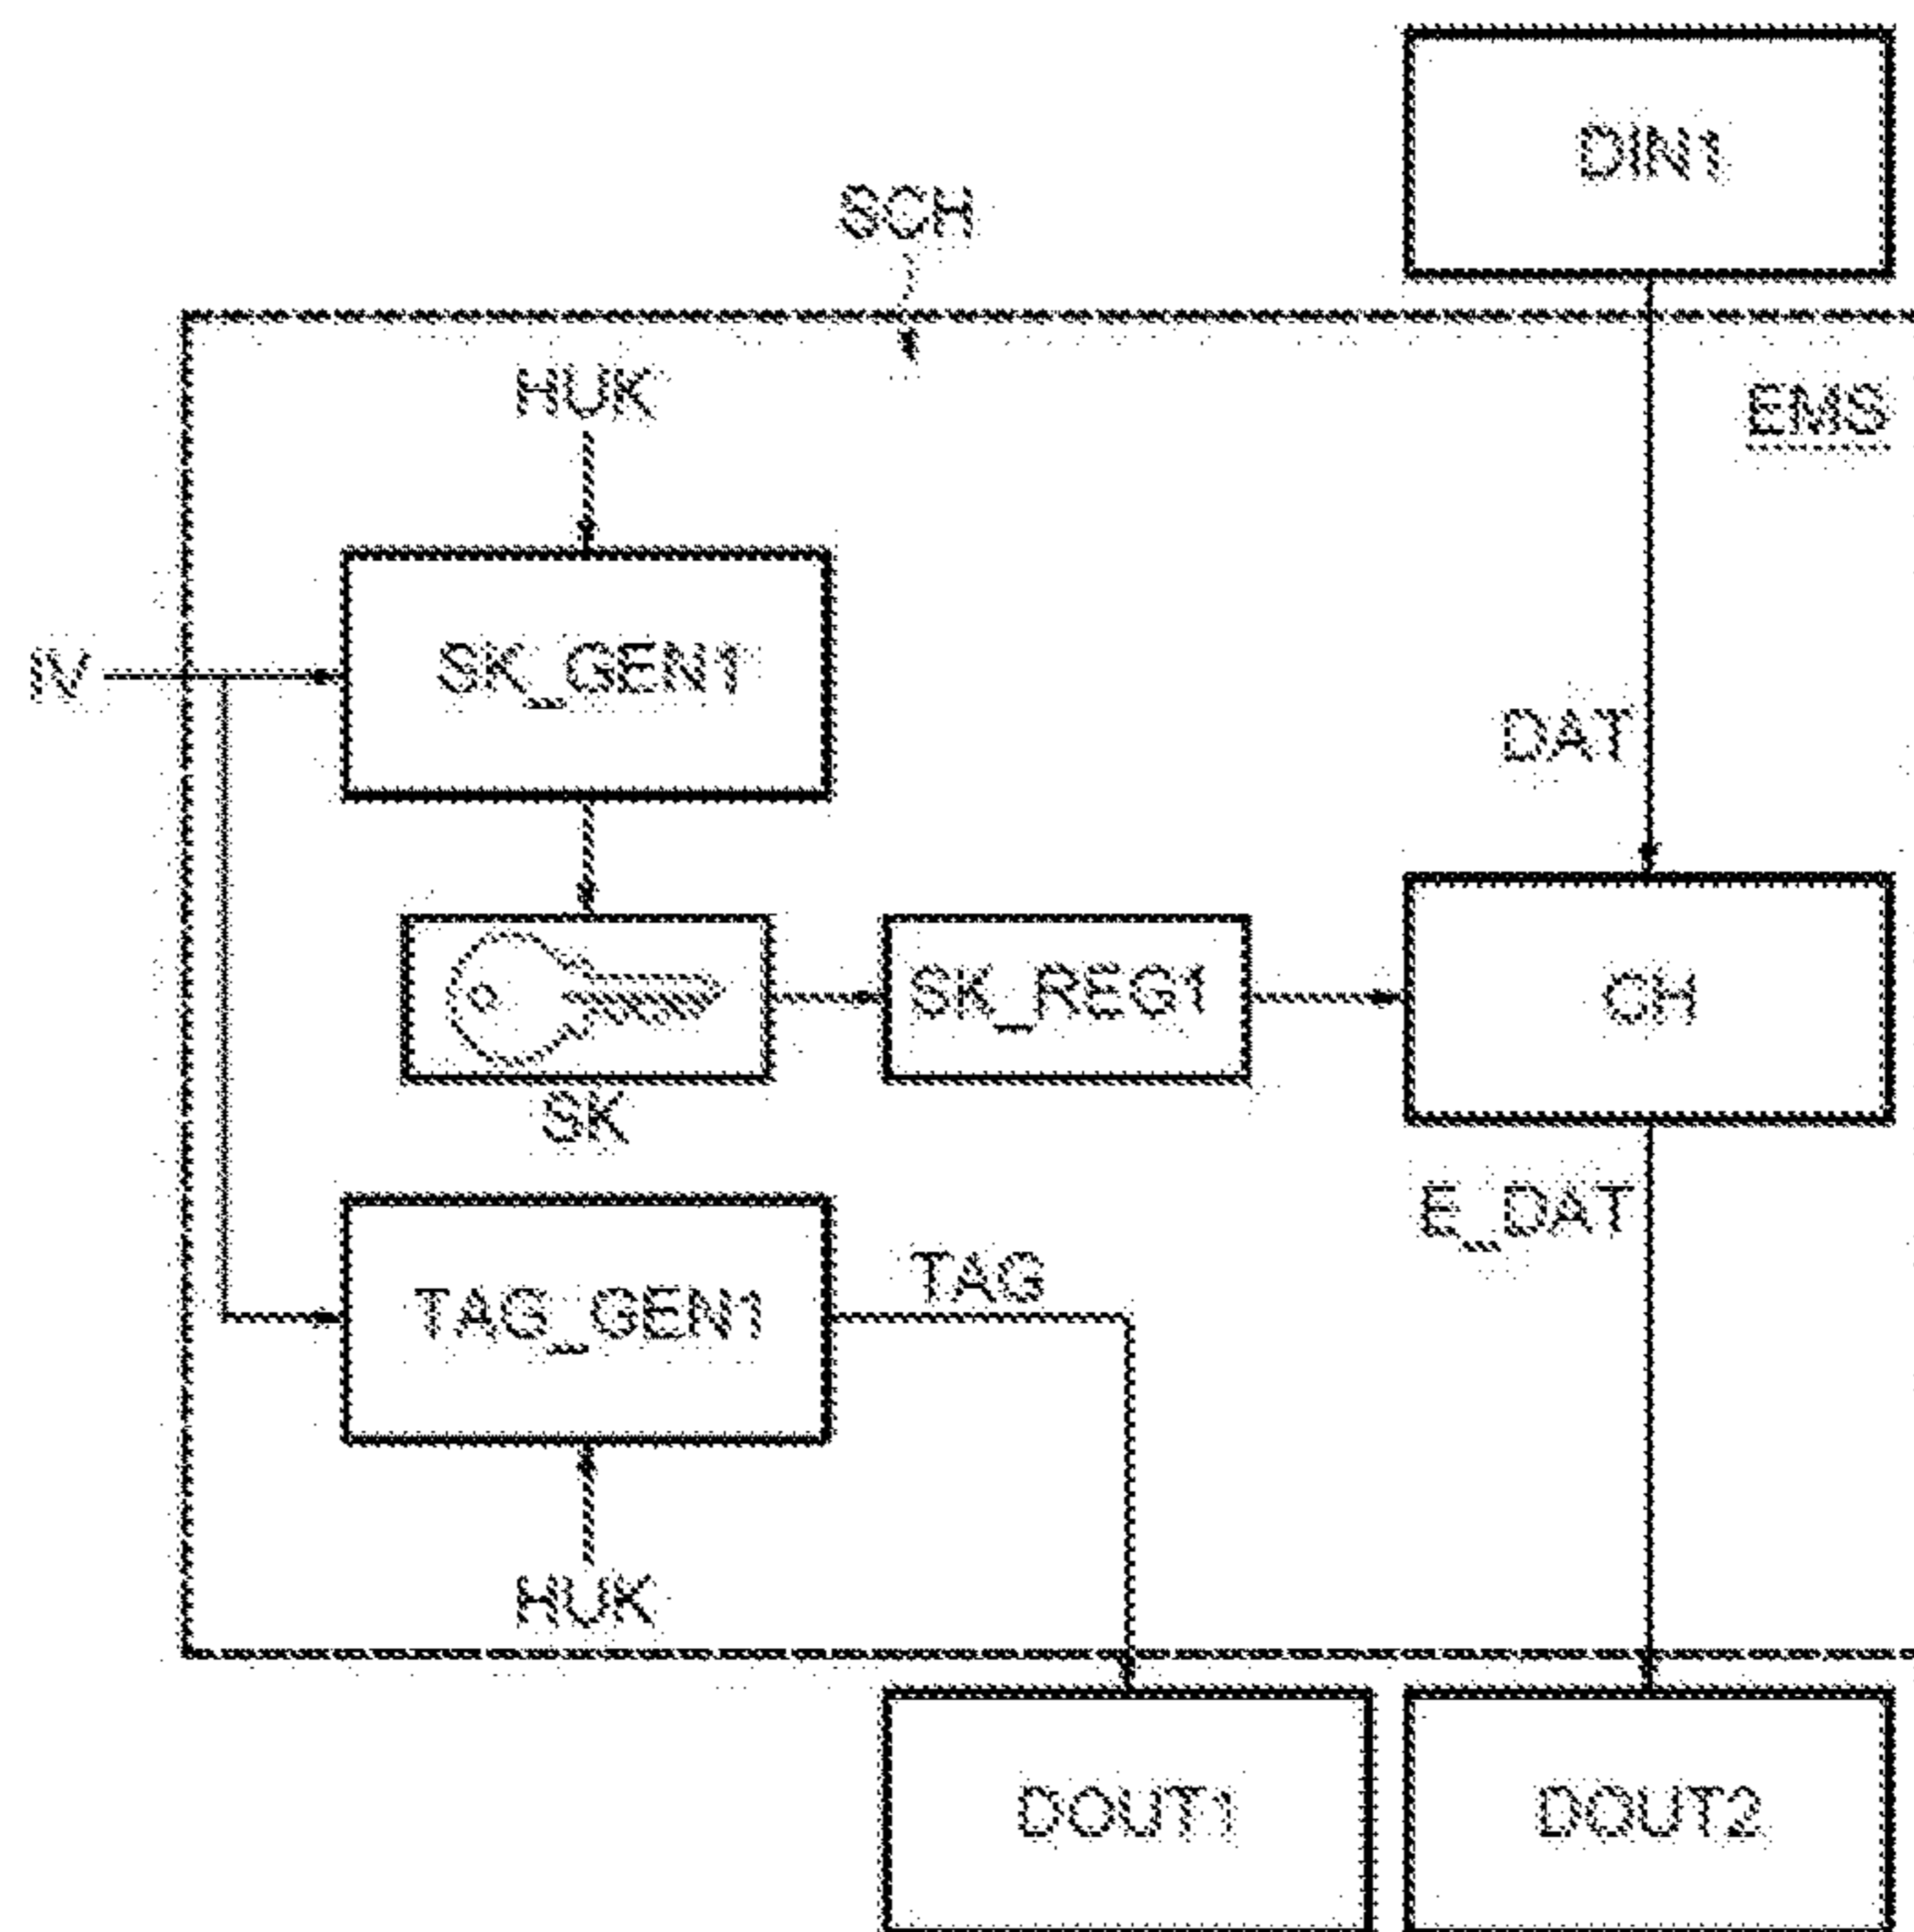 DIN1
SCH
HUK
EMS
IV
SK_GEN1
DAT
SK_REG1
CH
SK
E_DAT
TAG
TAG_GEN1
HUK
DOUT1
DOUT2